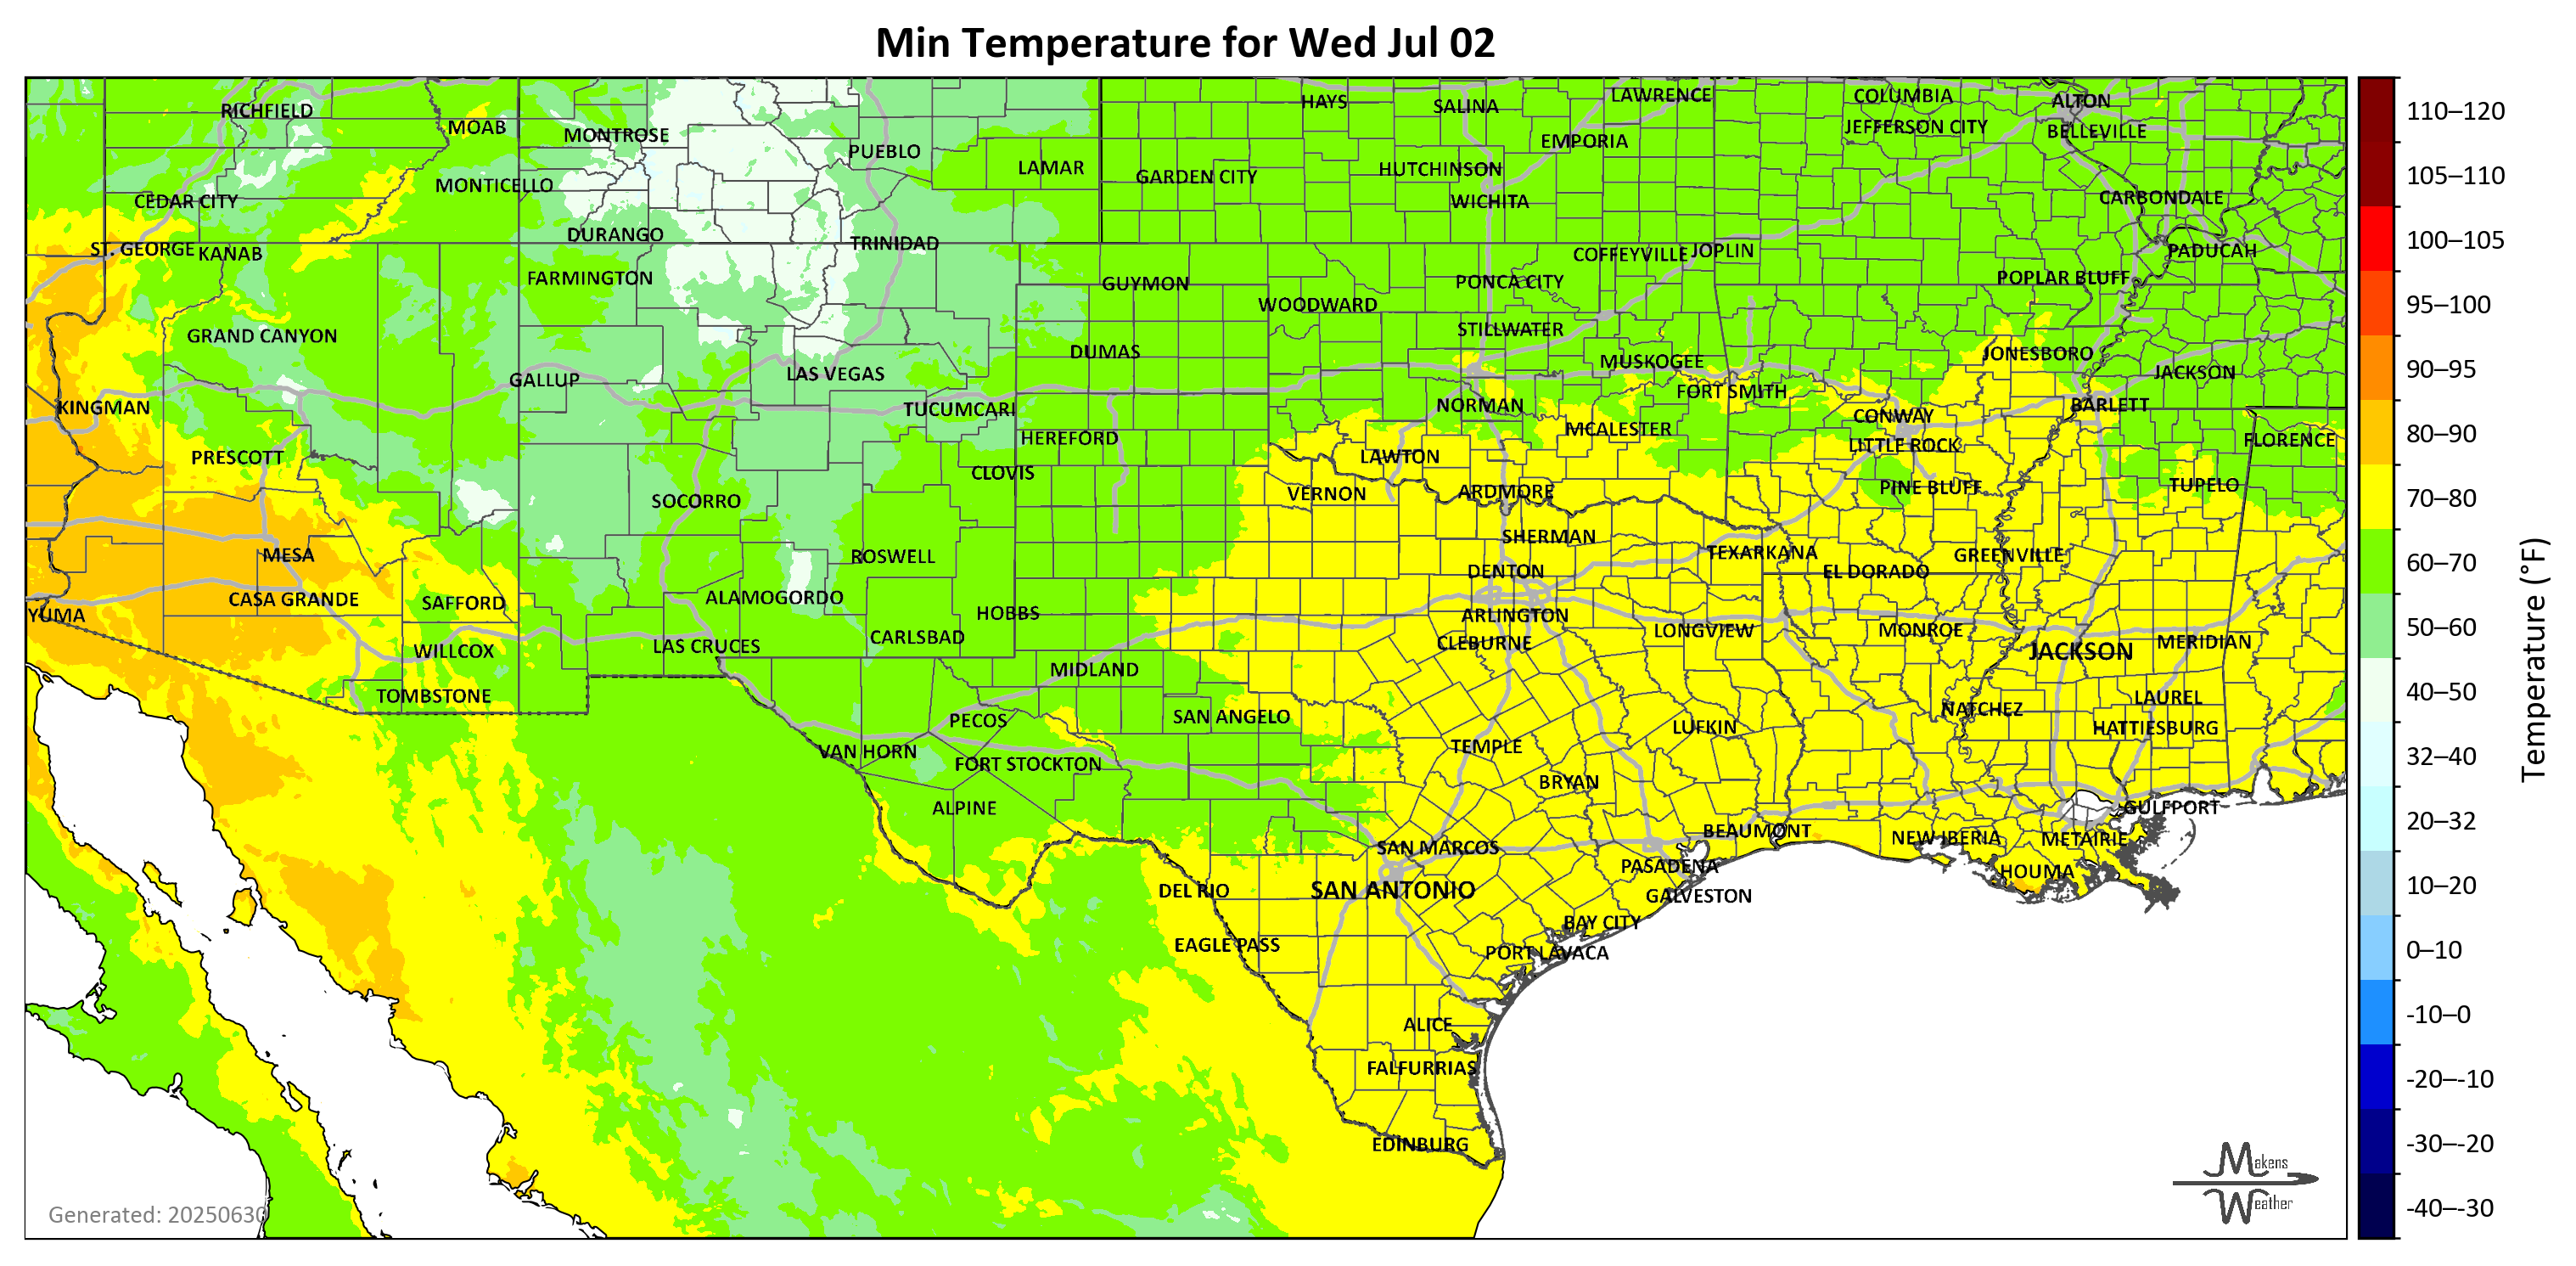 Min Temperature for Wed Jul 02
RICHFIELD
MOAB
MONTROSE
PUEBLO
LAMAR
HAYS
SALINA
LAWRENCE
COLUMBIA
ALTON
EMPORIA
JEFFERSON CITY
BELLEVILLE
MONTICELLO
GARDEN CITY
HUTCHINSON
CEDAR CITY
WICHITA
CARBONDALE
DURANGO
TRINIDAD
ST. GEORGE
KANAB
COFFEYVILLE
JOPLIN
PADUCAH
FARMINGTON
GUYMON
PONCA CITY
POPLAR BLUFF
WOODWARD
GRAND CANYON
STILLWATER
DUMAS
MUSKOGEE
JONESBORO
GALLUP
LAS VEGAS
FORT SMITH
JACKSON
KINGMAN
TUCUMCARI
NORMAN
CONWAY
BARLETT
HEREFORD
MCALESTER
LITTLE ROCK
FLORENCE
PRESCOTT
CLOVIS
LAWTON
SOCORRO
VERNON
ARDMORE
PINE BLUFF
TUPELO
MESA
ROSWELL
SHERMAN
TEXARKANA
GREENVILLE
DENTON
EL DORADO
YUMA
CASA GRANDE
SAFFORD
ALAMOGORDO
HOBBS
ARLINGTON
WILLCOX
LAS CRUCES
CARLSBAD
CLEBURNE
LONGVIEW
MONROE
JACKSON
MERIDIAN
TOMBSTONE
MIDLAND
LAUREL
PECOS
SAN ANGELO
NATCHEZ
HATTIESBURG
VAN HORN
FORT STOCKTON
TEMPLE
LUFKIN
ALPINE
BRYAN
GULFPORT
SAN MARCOS
BEAUMONT
NEW IBERIA
METAIRIE
DEL RIO
SAN ANTONIO
PASADENA
HOUMA
GALVESTON
EAGLE PASS
BAY CITY
PORT LAVACA
ALICE
FALFURRIAS
EDINBURG
Generated: 20250630
Makens
Weather
110–120
105–110
100–105
95–100
90–95
80–90
70–80
60–70
50–60
40–50
32–40
20–32
10–20
0–10
-10–0
-20–-10
-30–-20
-40–-30
Temperature (°F)